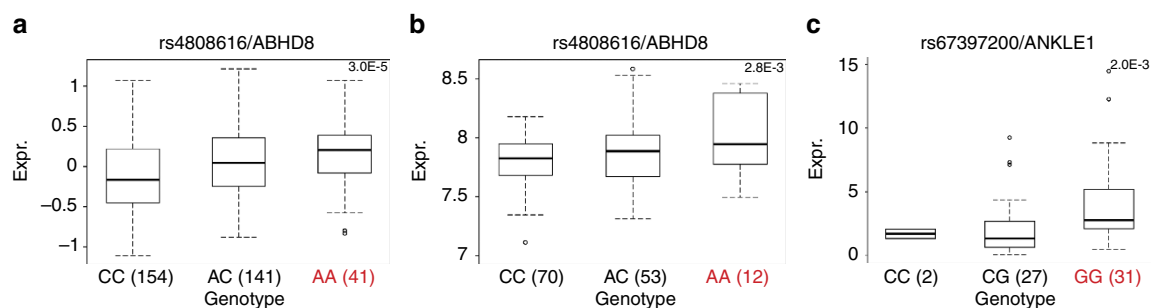 a
rs4808616/ABHD8
3.0E-5
Expr.
1
0.5
0
−0.5
−1
CC (154) AC (141) AA (41)
Genotype
b
rs4808616/ABHD8
2.8E-3
Expr.
8.5
8
7.5
7
CC (70) AC (53) AA (12)
Genotype
c
rs67397200/ANKLE1
2.0E-3
Expr.
15
10
5
0
CC (2) CG (27) GG (31)
Genotype